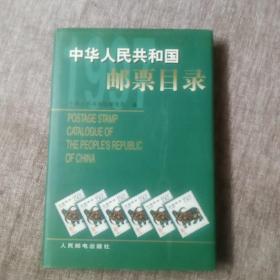 中华人民共和国
1997
邮票目录
POSTAGE STAMP
CATALOGUE OF
THE PEOPLE'S REPUBLIC
OF CHINA
人民邮电出版社